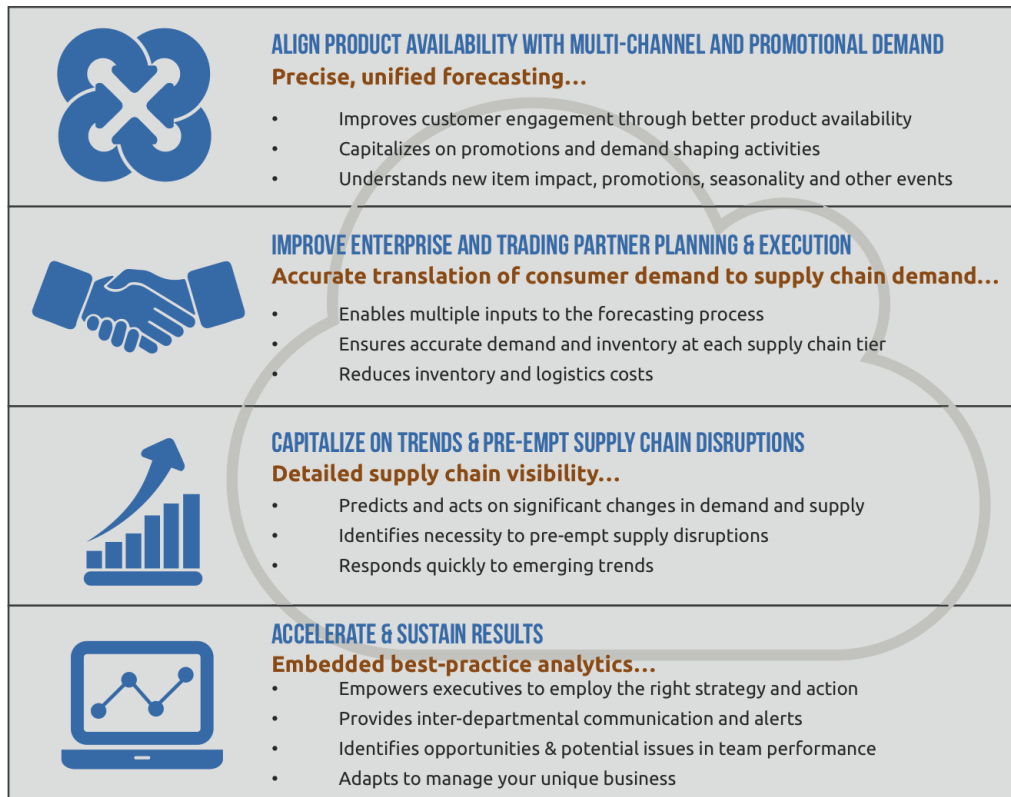 ALIGN PRODUCT AVAILABILITY WITH MULTI-CHANNEL AND PROMOTIONAL DEMAND
Precise, unified forecasting...
• Improves customer engagement through better product availability
• Capitalizes on promotions and demand shaping activities
• Understands new item impact, promotions, seasonality and other events
IMPROVE ENTERPRISE AND TRADING PARTNER PLANNING & EXECUTION
Accurate translation of consumer demand to supply chain demand...
• Enables multiple inputs to the forecasting process
• Ensures accurate demand and inventory at each supply chain tier
• Reduces inventory and logistics costs
CAPITALIZE ON TRENDS & PRE-EMPT SUPPLY CHAIN DISRUPTIONS
Detailed supply chain visibility...
• Predicts and acts on significant changes in demand and supply
• Identifies necessity to pre-empt supply disruptions
• Responds quickly to emerging trends
ACCELERATE & SUSTAIN RESULTS
Embedded best-practice analytics...
• Empowers executives to employ the right strategy and action
• Provides inter-departmental communication and alerts
• Identifies opportunities & potential issues in team performance
• Adapts to manage your unique business